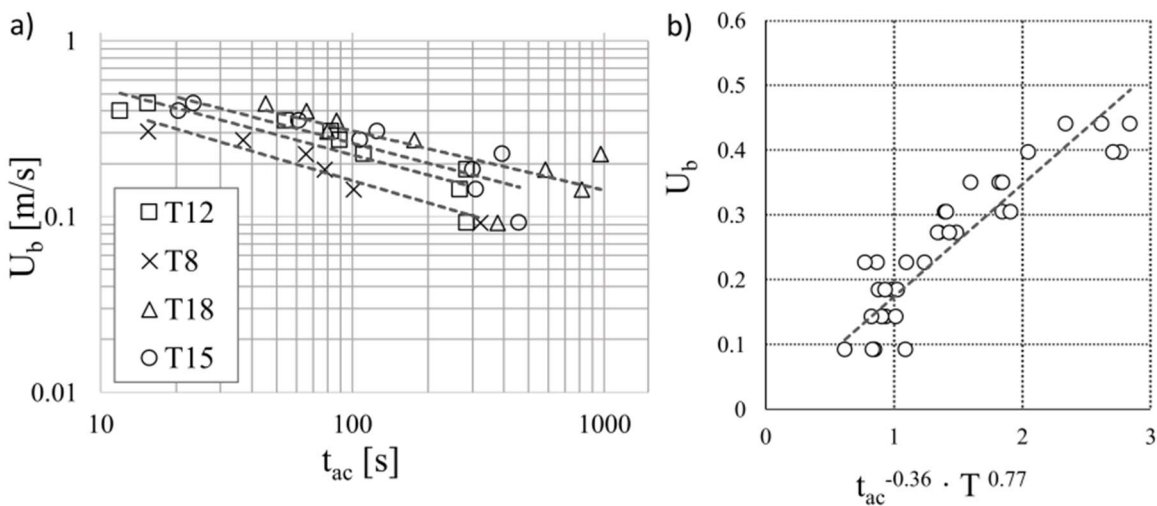 a)
1
0.1
0.01
U_b [m/s]
T12
T8
T18
T15
10 100 1000
t_ac [s]
b)
0.6
0.5
0.4
0.3
0.2
0.1
0
U_b
0 1 2 3
t_ac^-0.36 · T^0.77